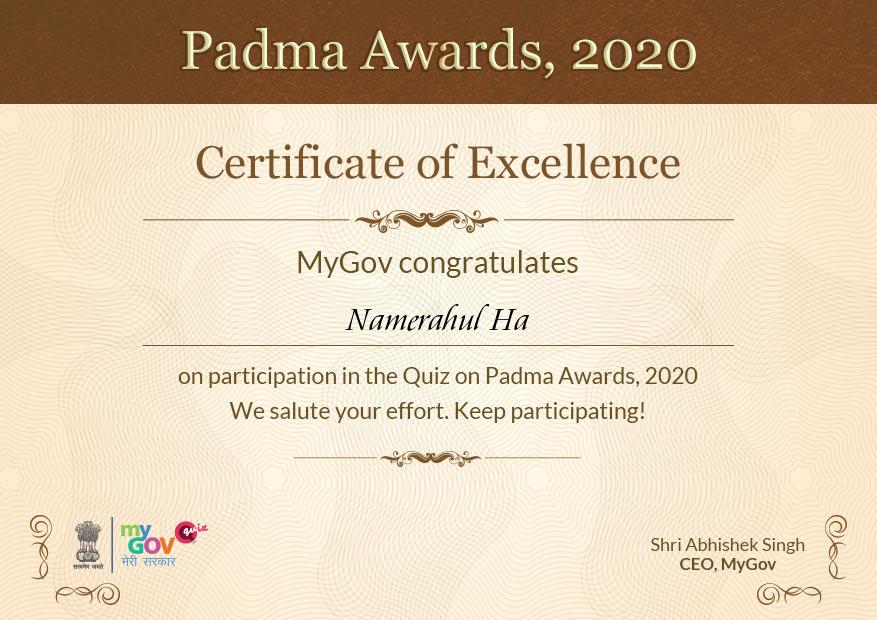 Padma Awards, 2020
Certificate of Excellence
MyGov congratulates
Namerahul Ha
on participation in the Quiz on Padma Awards, 2020
We salute your effort. Keep participating!
सत्यमेव जयते
my GOV quiz
मेरी सरकार
Shri Abhishek Singh
CEO, MyGov